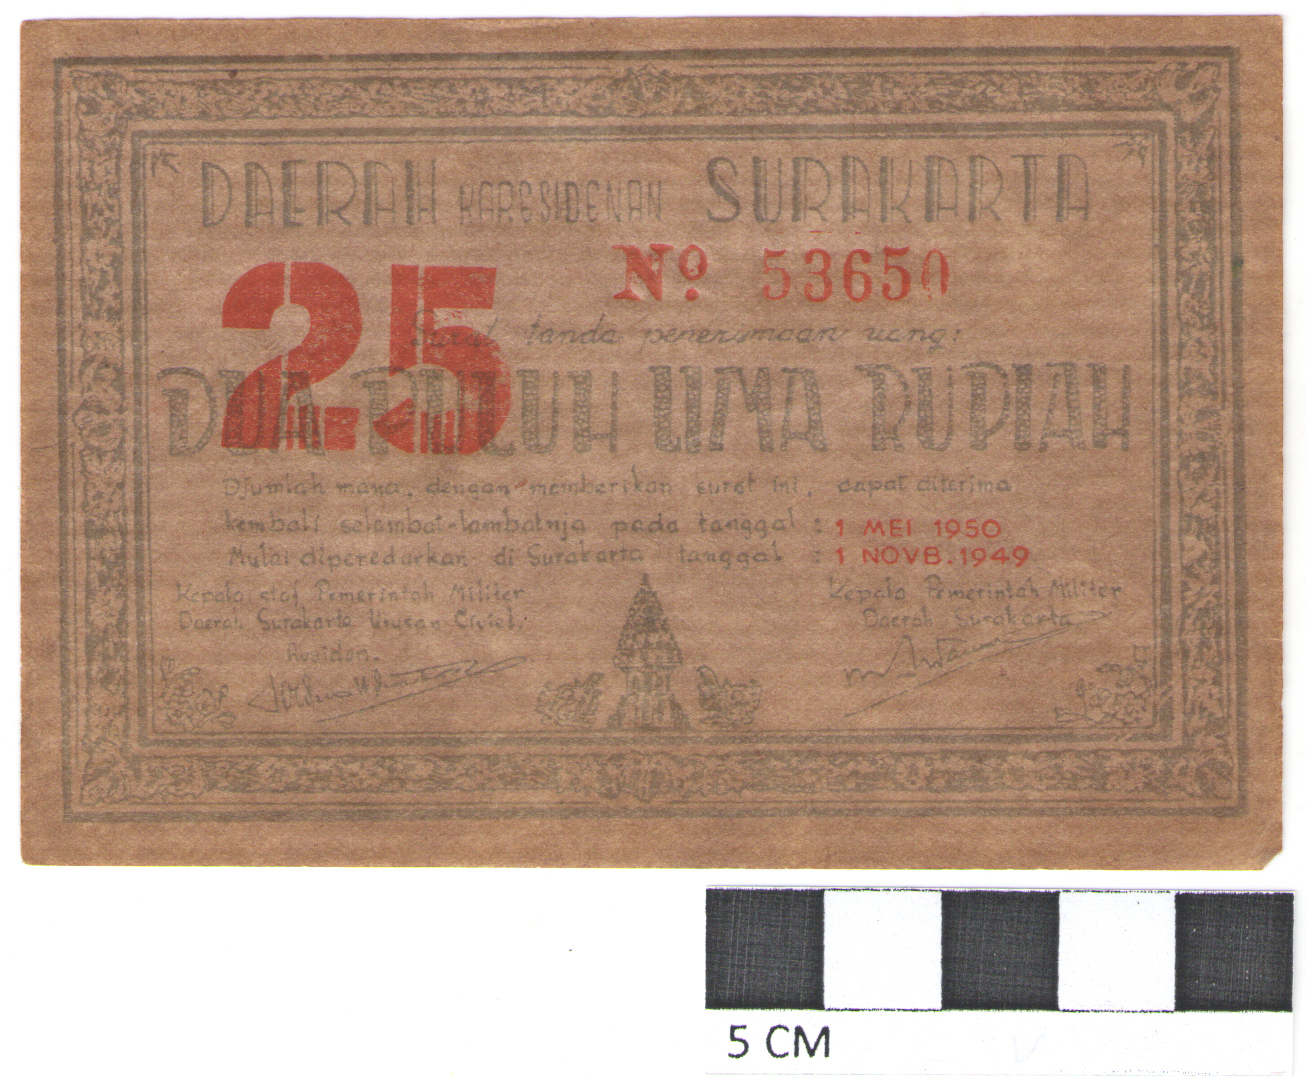 DAERAH KARESIDENAN SURAKARTA
No. 53650
25
Surat tanda penerimaan uang:
DUA PULUH LIMA RUPIAH
Djumlah mana, dengan memberikan surat ini, dapat diterima
kembali selambat-lambatnja pada tanggal : 1 MEI 1950
Mulai diperedarkan di Surakarta tanggal : 1 NOVB. 1949
Kepala staf Pemerintah Militer
Daerah Surakarta Urusan Civiel.
Residen.
Kepala Pemerintah Militer
Daerah Surakarta
5 CM